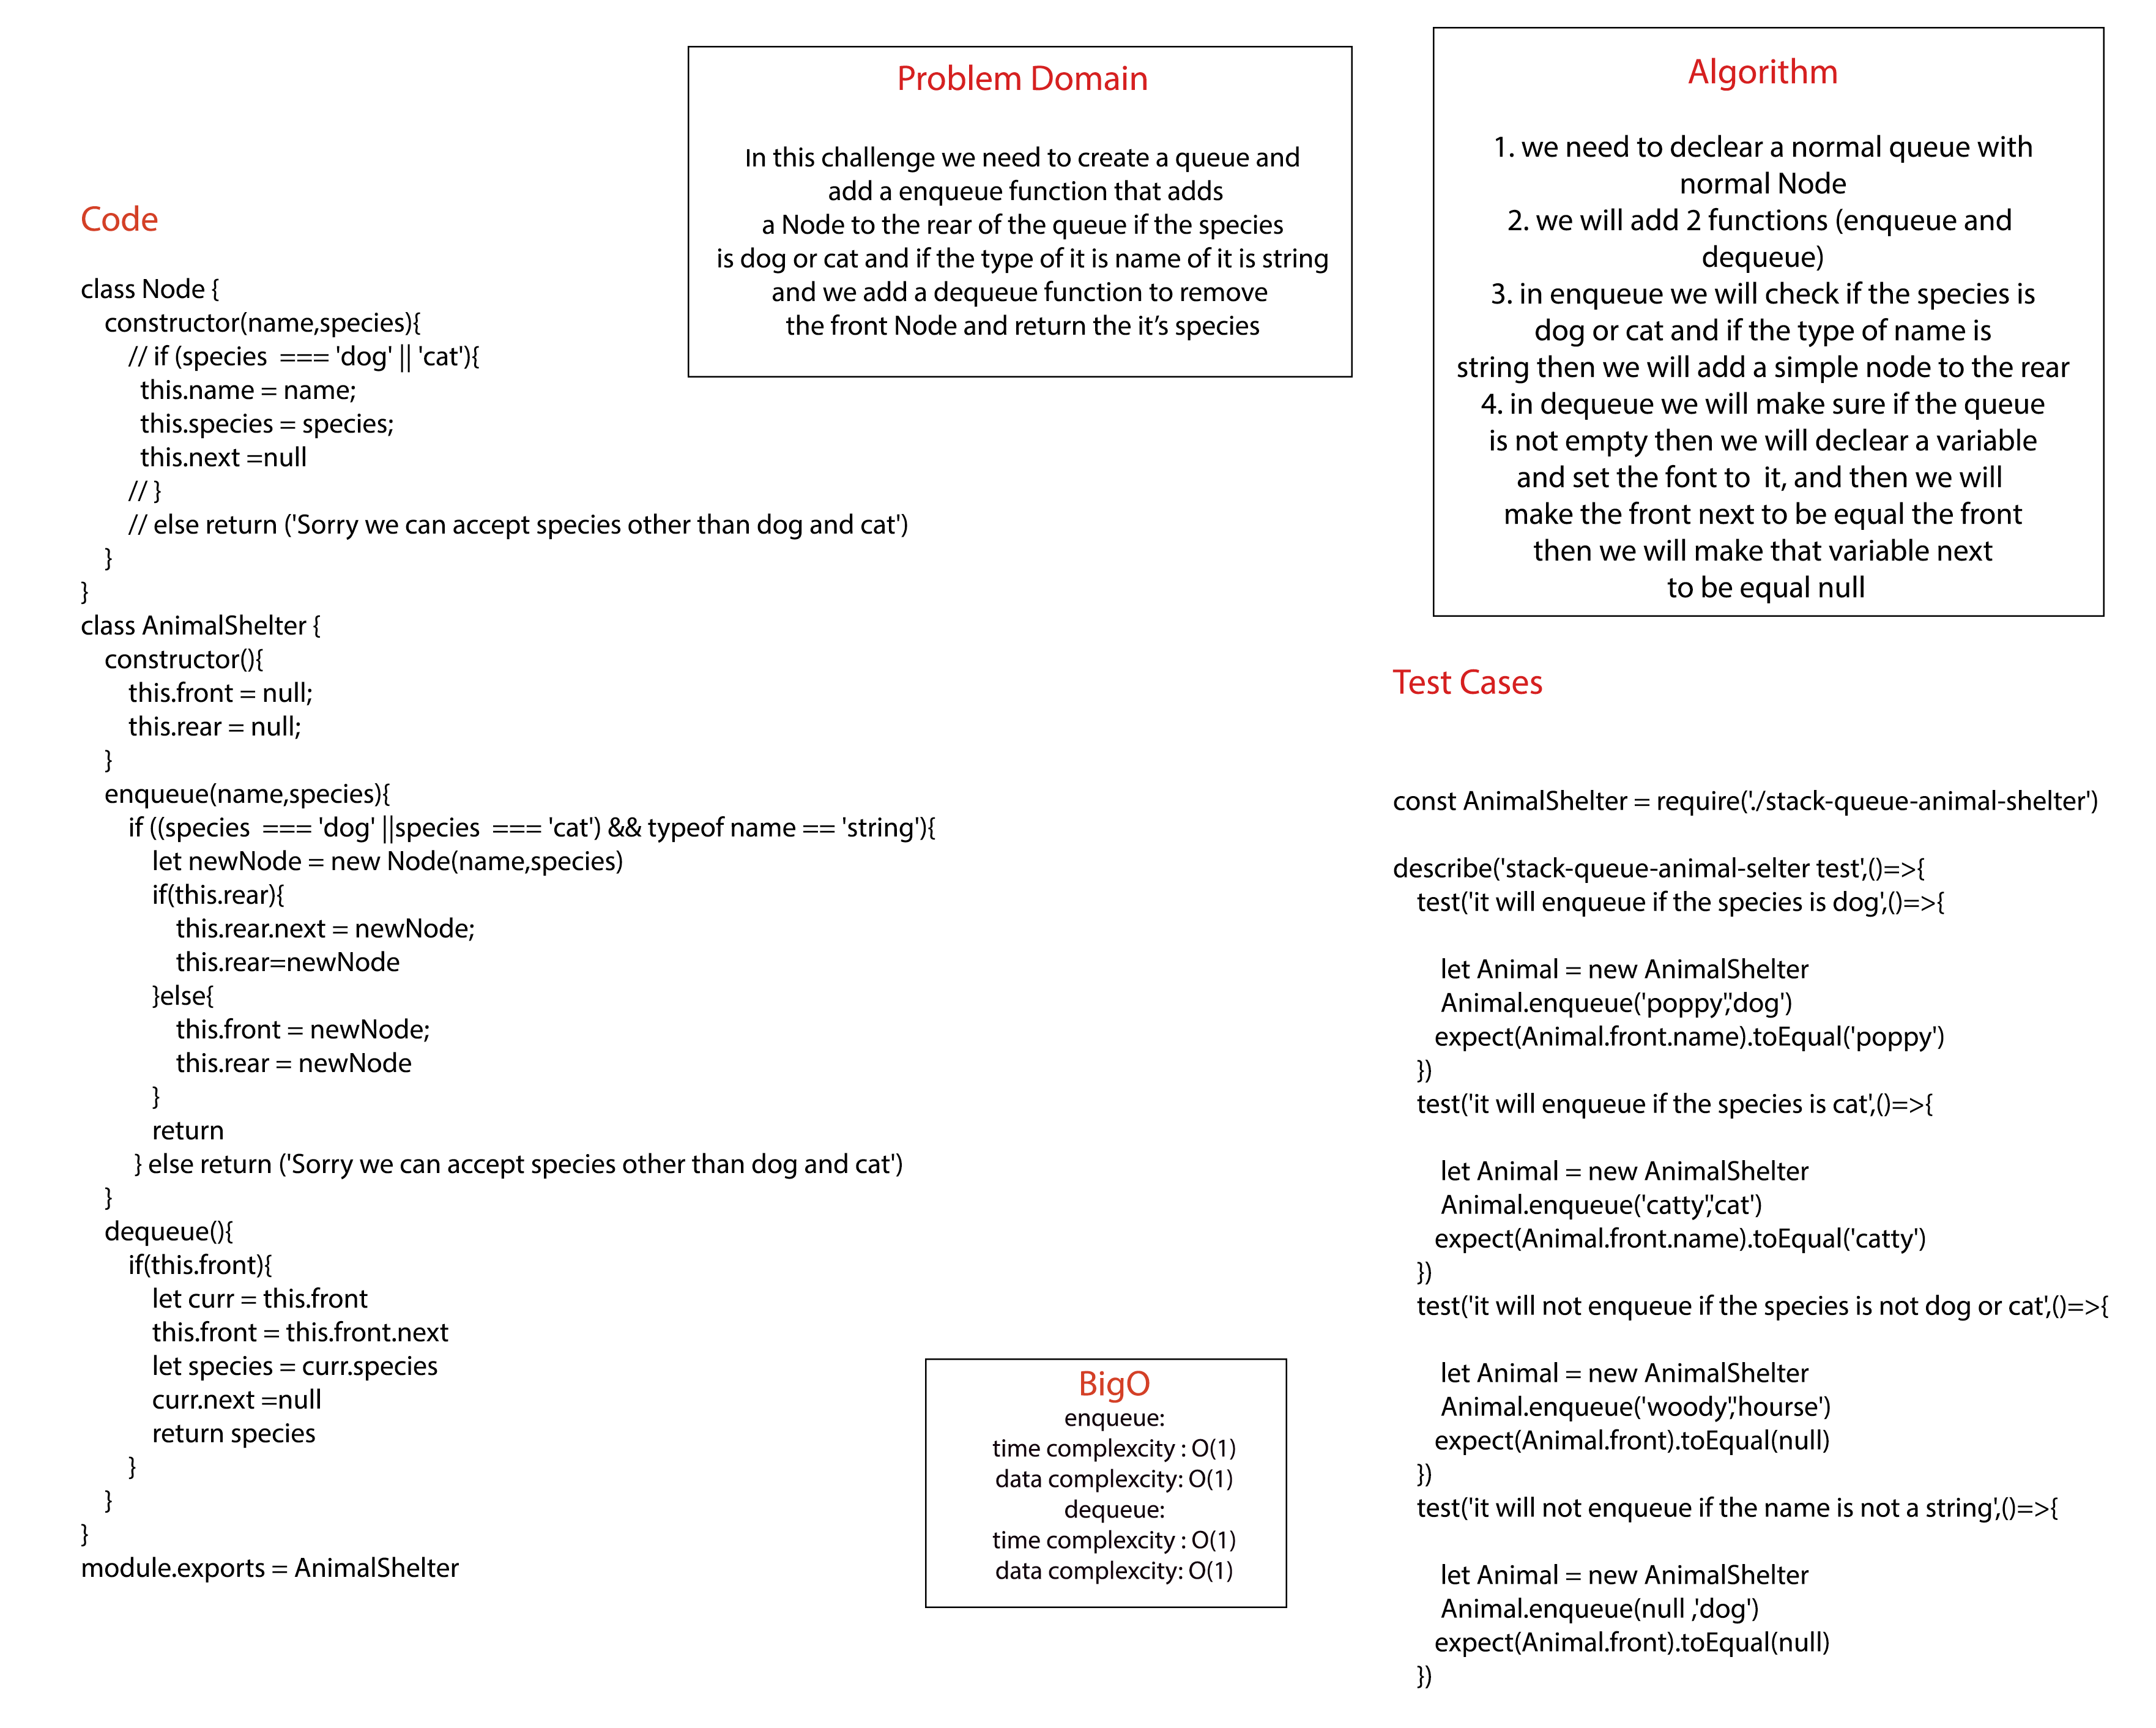 Problem Domain
In this challenge we need to create a queue and
add a enqueue function that adds
a Node to the rear of the queue if the species
is dog or cat and if the type of it is name of it is string
and we add a dequeue function to remove
the front Node and return the it's species
Algorithm
1. we need to declear a normal queue with
normal Node
2. we will add 2 functions (enqueue and
dequeue)
3. in enqueue we will check if the species is
dog or cat and if the type of name is
string then we will add a simple node to the rear
4. in dequeue we will make sure if the queue
is not empty then we will declear a variable
and set the font to  it, and then we will
make the front next to be equal the front
then we will make that variable next
to be equal null
Code
class Node {
constructor(name,species){
// if (species  === 'dog' || 'cat'){
this.name = name;
this.species = species;
this.next =null
// }
// else return ('Sorry we can accept species other than dog and cat')
}
}
class AnimalShelter {
constructor(){
this.front = null;
this.rear = null;
}
enqueue(name,species){
if ((species  === 'dog' ||species  === 'cat') && typeof name == 'string'){
let newNode = new Node(name,species)
if(this.rear){
this.rear.next = newNode;
this.rear=newNode
}else{
this.front = newNode;
this.rear = newNode
}
return
} else return ('Sorry we can accept species other than dog and cat')
}
dequeue(){
if(this.front){
let curr = this.front
this.front = this.front.next
let species = curr.species
curr.next =null
return species
}
}
}
module.exports = AnimalShelter
BigO
enqueue:
time complexcity : O(1)
data complexcity: O(1)
dequeue:
time complexcity : O(1)
data complexcity: O(1)
Test Cases
const AnimalShelter = require('./stack-queue-animal-shelter')
describe('stack-queue-animal-selter test',()=>{
test('it will enqueue if the species is dog',()=>{
let Animal = new AnimalShelter
Animal.enqueue('poppy','dog')
expect(Animal.front.name).toEqual('poppy')
})
test('it will enqueue if the species is cat',()=>{
let Animal = new AnimalShelter
Animal.enqueue('catty','cat')
expect(Animal.front.name).toEqual('catty')
})
test('it will not enqueue if the species is not dog or cat',()=>{
let Animal = new AnimalShelter
Animal.enqueue('woody','hourse')
expect(Animal.front).toEqual(null)
})
test('it will not enqueue if the name is not a string',()=>{
let Animal = new AnimalShelter
Animal.enqueue(null ,'dog')
expect(Animal.front).toEqual(null)
})